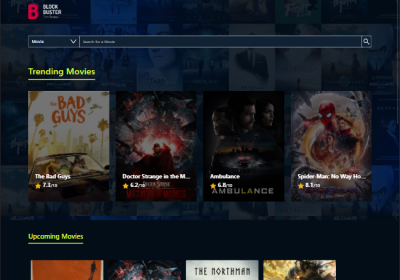 BLOCK
BUSTER
Movie
Search for a Movie
Trending Movies
THE
BAD
GUYS
The Bad Guys
7.3/10
Doctor Strange in the M...
6.2/10
Ambulance
6.8/10
AMBULANCE
Spider-Man: No Way Ho...
8.1/10
Upcoming Movies
THE NORTHMAN